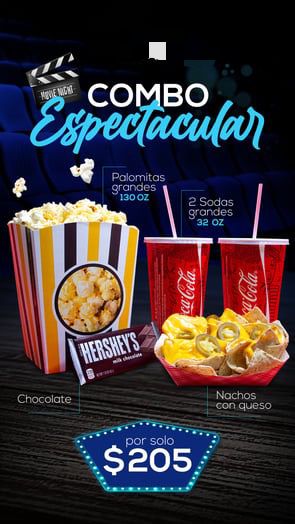 MOVIE NIGHT
COMBO
Espectacular
Palomitas
grandes
130 OZ
2 Sodas
grandes
32 OZ
Coca-Cola
Coca-Cola
HERSHEY'S
milk chocolate
Chocolate
Nachos
con queso
por solo
$205